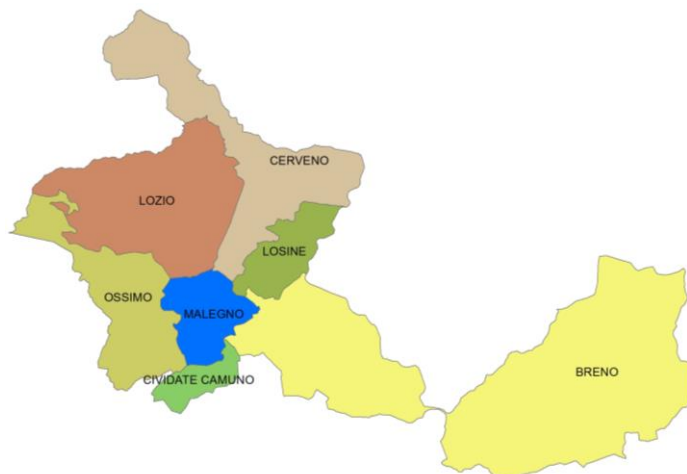 CERVENO
LOZIO
LOSINE
OSSIMO
MALEGNO
BRENO
CIVIDATE CAMUNO